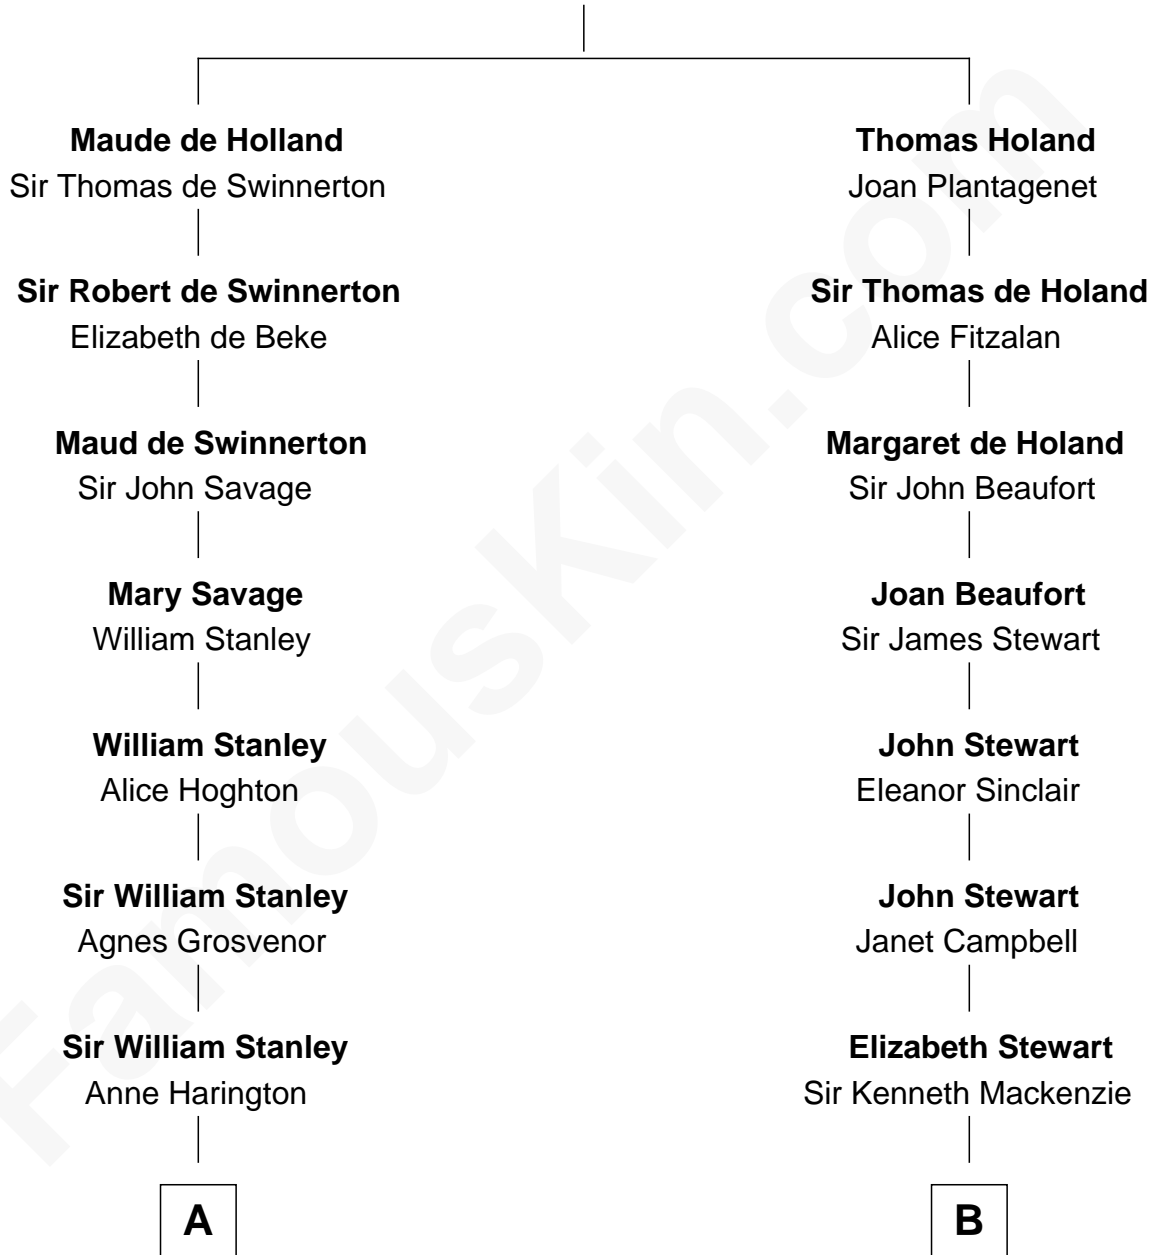 Maude de Holland
Sir Thomas de Swinnerton
Thomas Holand
Joan Plantagenet
Sir Robert de Swinnerton
Elizabeth de Beke
Sir Thomas de Holand
Alice Fitzalan
Maud de Swinnerton
Sir John Savage
Margaret de Holand
Sir John Beaufort
Mary Savage
William Stanley
Joan Beaufort
Sir James Stewart
William Stanley
Alice Hoghton
John Stewart
Eleanor Sinclair
Sir William Stanley
Agnes Grosvenor
John Stewart
Janet Campbell
Sir William Stanley
Anne Harington
Elizabeth Stewart
Sir Kenneth Mackenzie
A
B
FamousKin.com